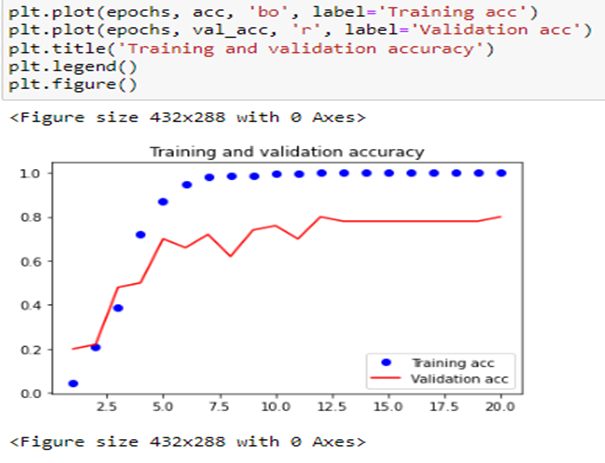 plt.plot(epochs, acc, 'bo', label='Training acc')
plt.plot(epochs, val_acc, 'r', label='Validation acc')
plt.title('Training and validation accuracy')
plt.legend()
plt.figure()
<Figure size 432x288 with 0 Axes>
Training and validation accuracy
1.0
0.8
0.6
0.4
0.2
0.0
Training acc
Validation acc
2.5 5.0 7.5 10.0 12.5 15.0 17.5 20.0
<Figure size 432x288 with 0 Axes>